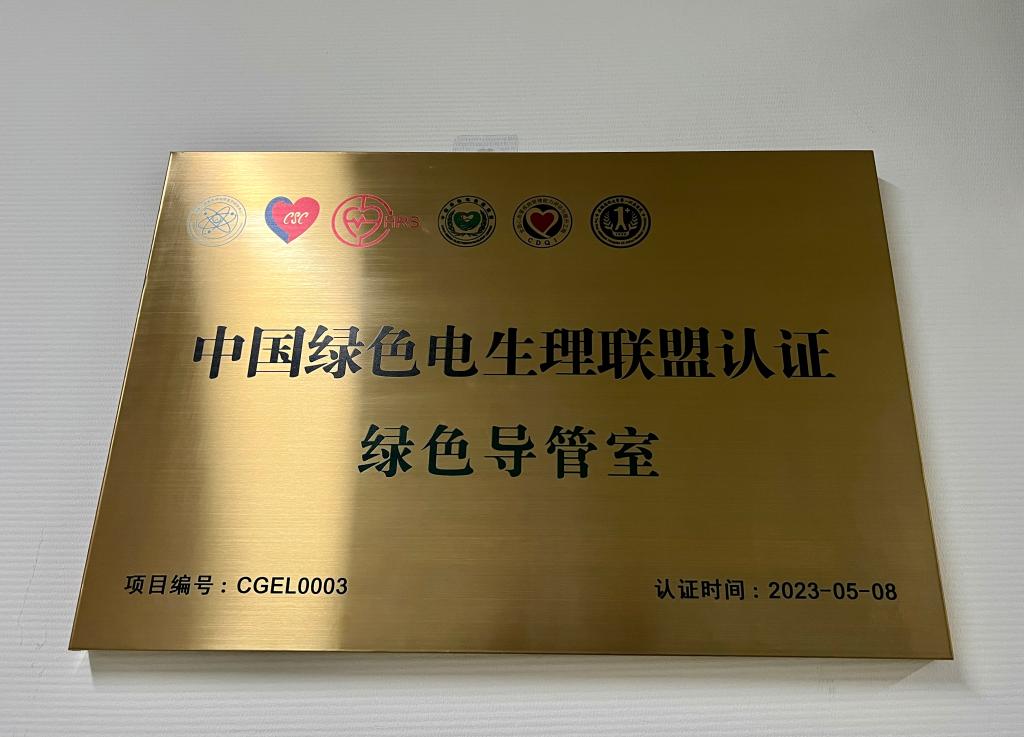 CSC
HRS
CDQI
中国绿色电生理联盟认证
绿色导管室
项目编号：CGEL0003
认证时间：2023-05-08